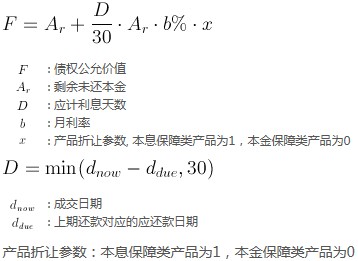 F = A_r + \frac{D}{30} · A_r · b% · x
F : 债权公允价值
A_r : 剩余未还本金
D : 应计利息天数
b : 月利率
x : 产品折让参数, 本息保障类产品为1，本金保障类产品为0
D = min(d_{now} − d_{due}, 30)
d_{now} : 成交日期
d_{due} : 上期还款对应的应还款日期
产品折让参数：本息保障类产品为1，本金保障类产品为0